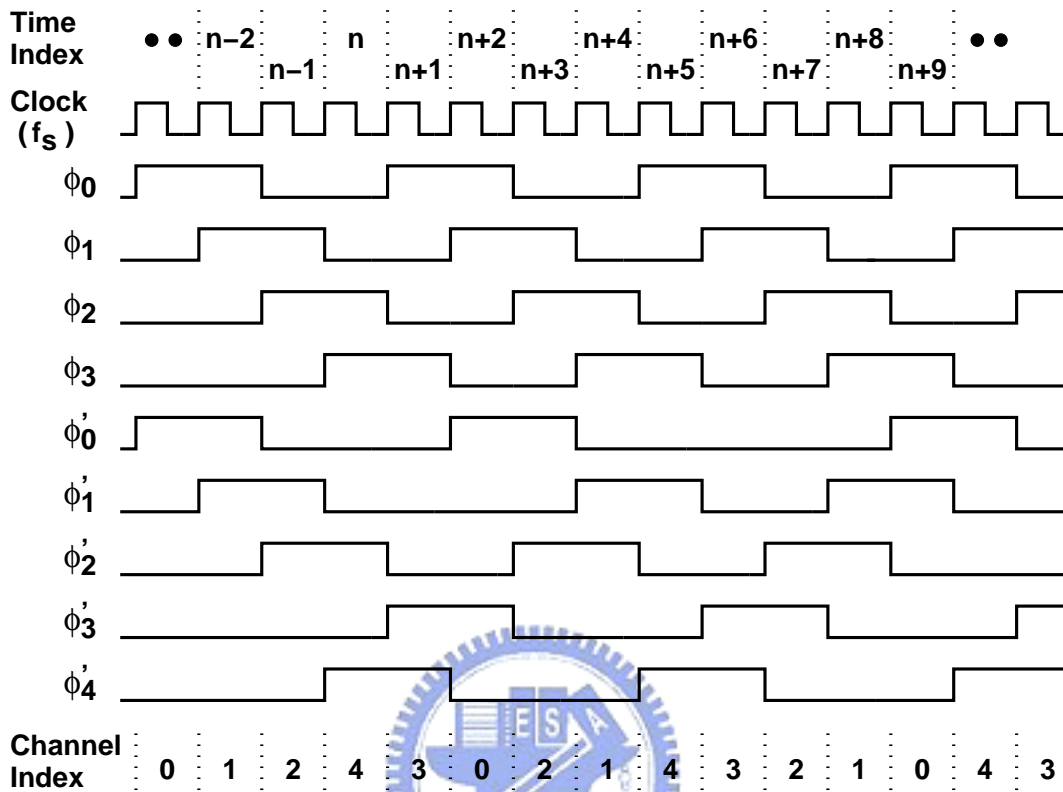 Time Index •• n−2 n−1 n n+1 n+2 n+3 n+4 n+5 n+6 n+7 n+8 n+9 ••
Clock (fs)
ϕ0
ϕ1
ϕ2
ϕ3
ϕ'0
ϕ'1
ϕ'2
ϕ'3
ϕ'4
ESA
Channel Index 0 1 2 4 3 0 2 1 4 3 2 1 0 4 3